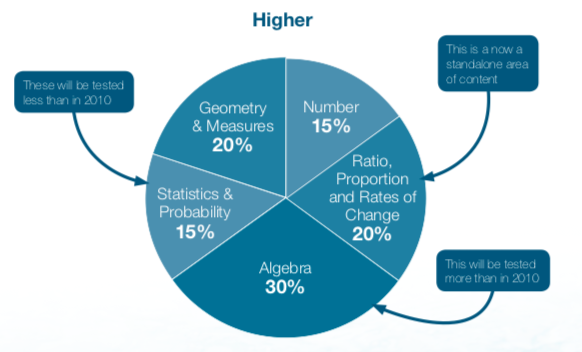 Higher
This is a now a
standalone area
of content
These will be tested
less than in 2010
Geometry
& Measures
20%
Number
15%
Ratio,
Proportion
and Rates of
Change
20%
Statistics &
Probability
15%
Algebra
30%
This will be tested
more than in 2010